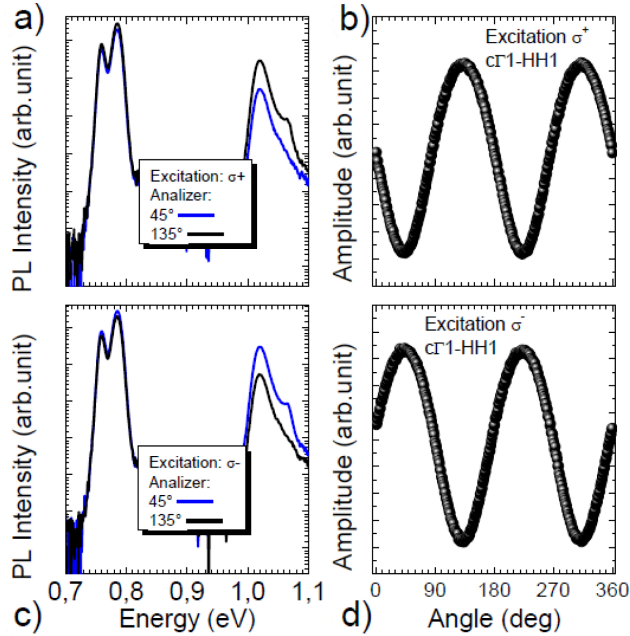 a)
PL Intensity (arb.unit)
Excitation: σ+
Analizer:
45°
135°
b)
Amplitude (arb.unit)
Excitation σ+
cΓ1-HH1
PL Intensity (arb.unit)
Excitation: σ-
Analizer:
45°
135°
0,7 0,8 0,9 1,0 1,1
c) Energy (eV)
Amplitude (arb.unit)
Excitation σ-
cΓ1-HH1
0 90 180 270 360
d) Angle (deg)